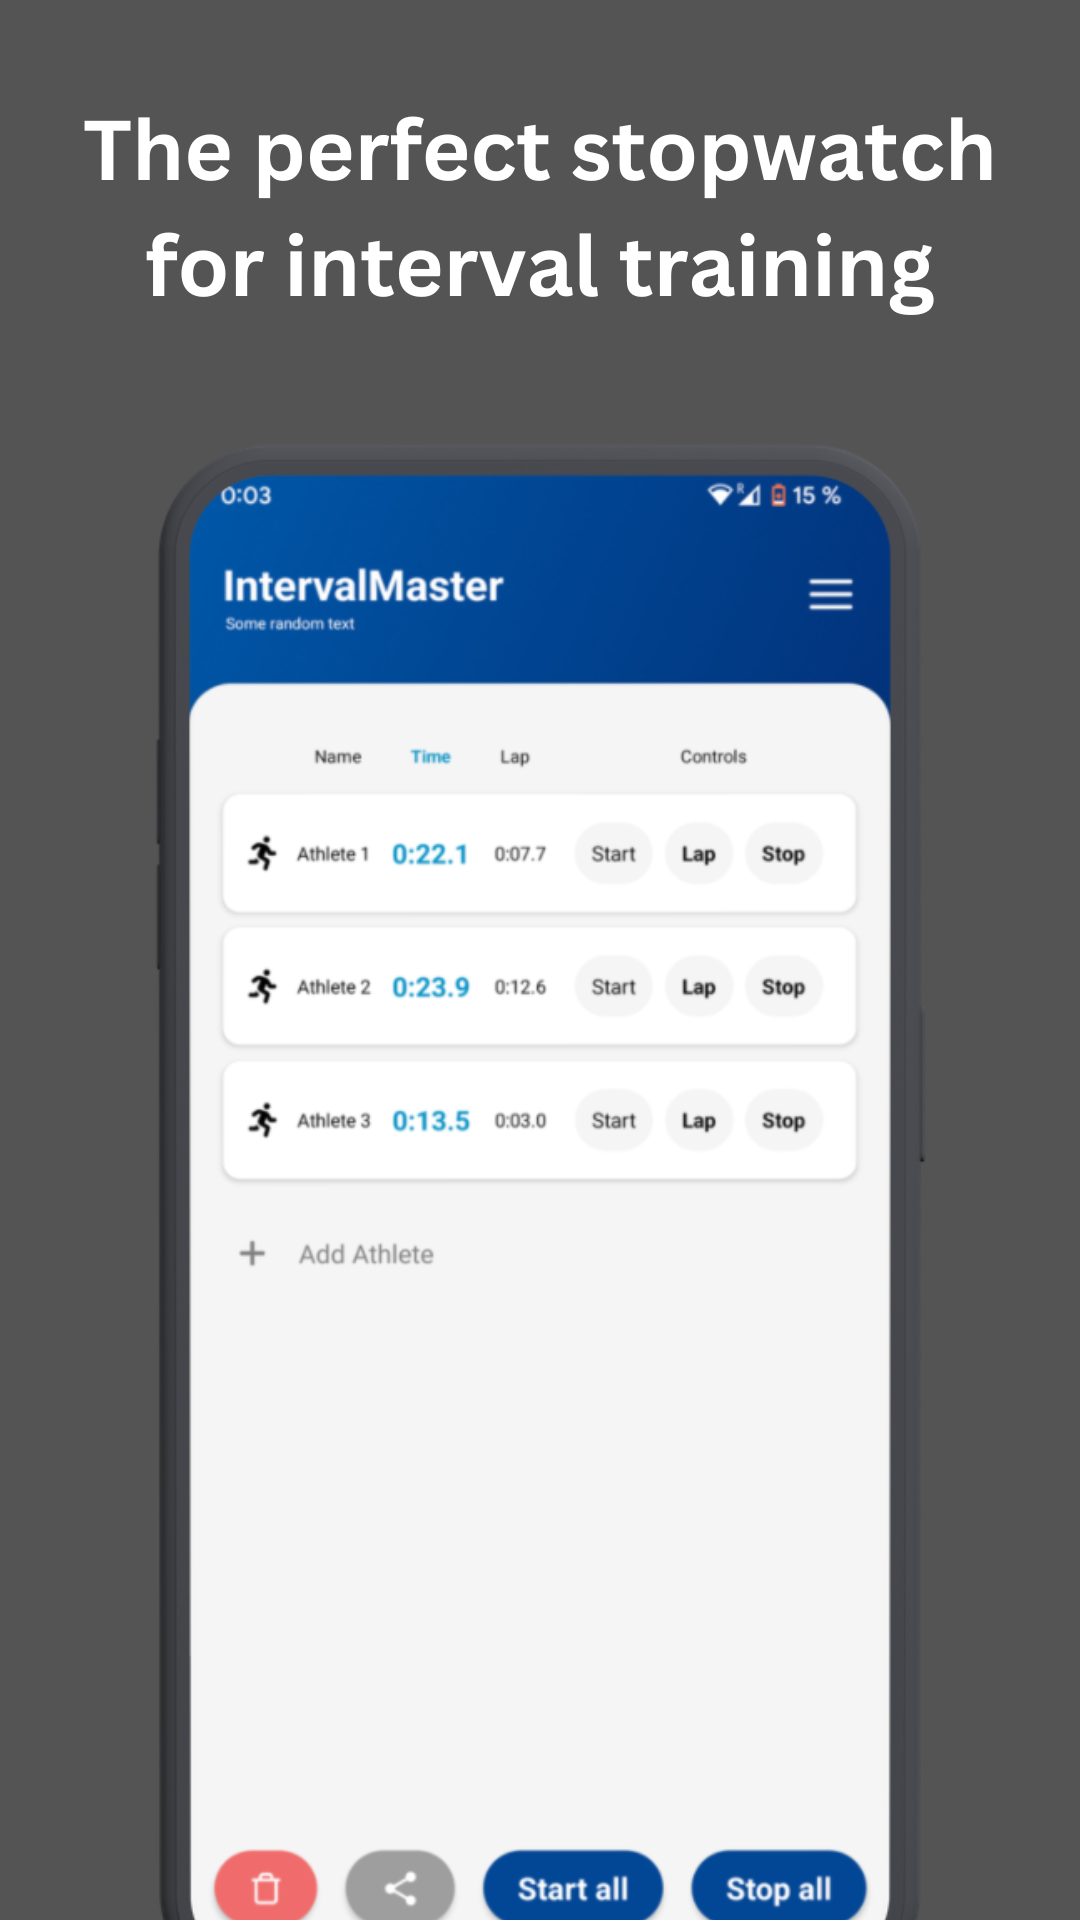 The perfect stopwatch
for interval training
0:03 R 15 %
IntervalMaster
Some random text
Name Time Lap Controls
Athlete 1 0:22.1 0:07.7 Start Lap Stop
Athlete 2 0:23.9 0:12.6 Start Lap Stop
Athlete 3 0:13.5 0:03.0 Start Lap Stop
+ Add Athlete
Start all Stop all